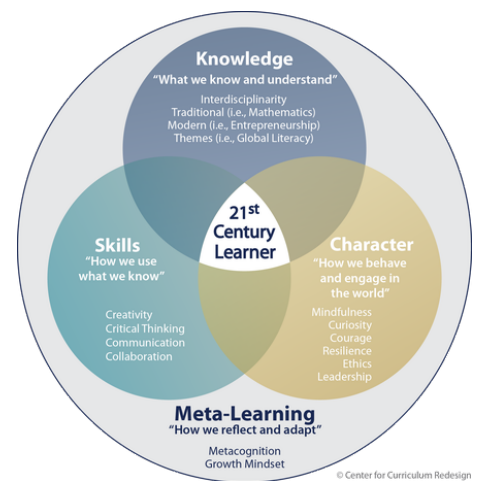 Knowledge
“What we know and understand”
Interdisciplinarity
Traditional (i.e., Mathematics)
Modern (i.e., Entrepreneurship)
Themes (i.e., Global Literacy)
21st
Century
Learner
Skills
“How we use
what we know”
Creativity
Critical Thinking
Communication
Collaboration
Character
“How we behave
and engage in
the world”
Mindfulness
Curiosity
Courage
Resilience
Ethics
Leadership
Meta-Learning
“How we reflect and adapt”
Metacognition
Growth Mindset
© Center for Curriculum Redesign